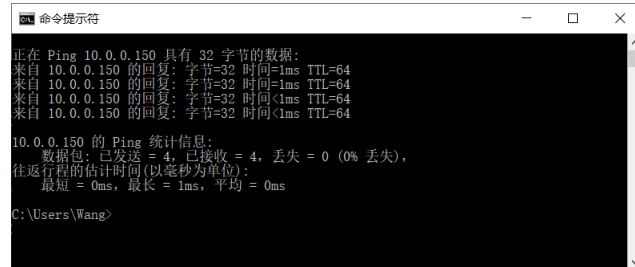 命令提示符
正在 Ping 10.0.0.150 具有 32 字节的数据:
来自 10.0.0.150 的回复: 字节=32 时间=1ms TTL=64
来自 10.0.0.150 的回复: 字节=32 时间=1ms TTL=64
来自 10.0.0.150 的回复: 字节=32 时间<1ms TTL=64
来自 10.0.0.150 的回复: 字节=32 时间<1ms TTL=64
10.0.0.150 的 Ping 统计信息:
数据包: 已发送 = 4，已接收 = 4，丢失 = 0 (0% 丢失)，
往返行程的估计时间(以毫秒为单位):
最短 = 0ms，最长 = 1ms，平均 = 0ms
C:\Users\Wang>